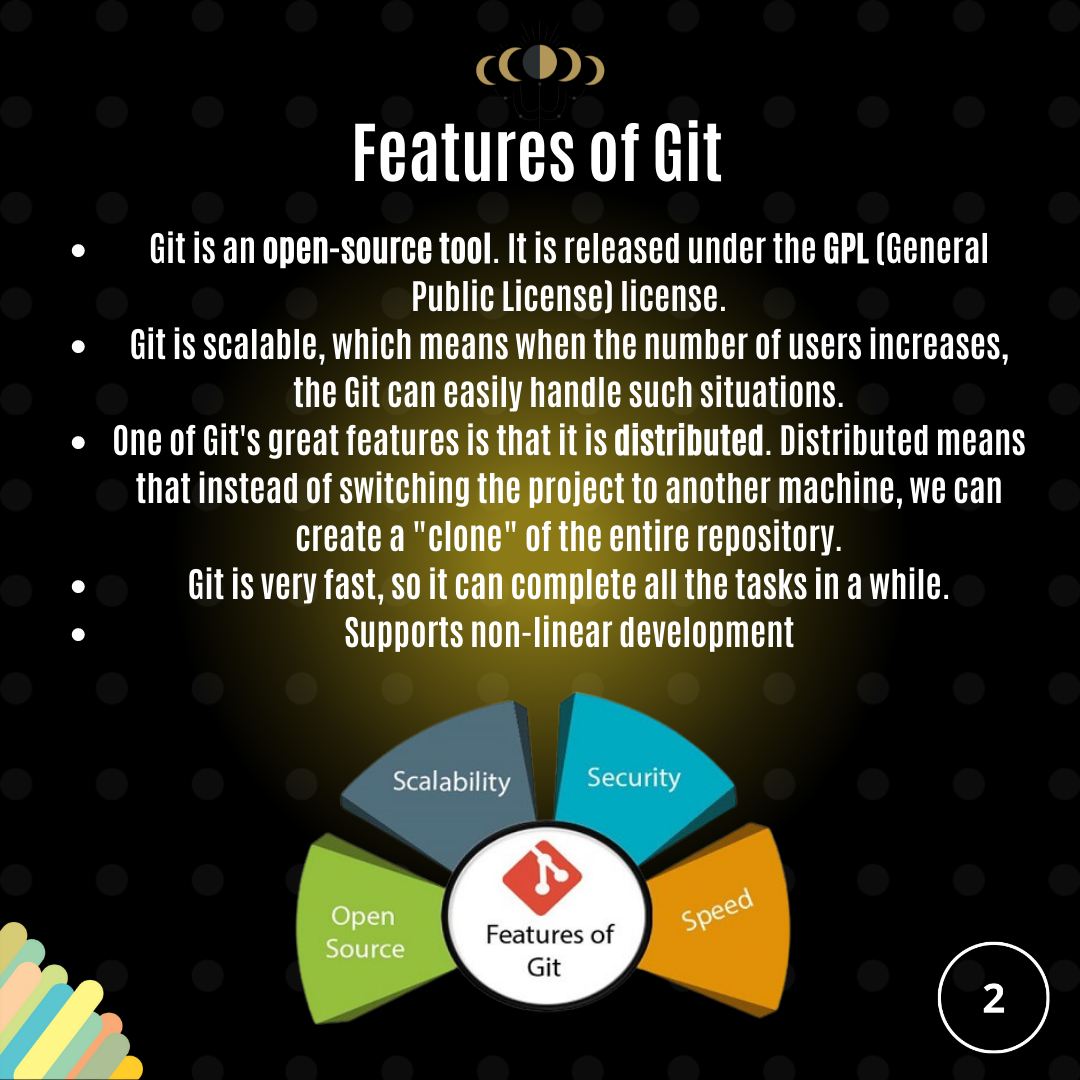 Features of Git
• Git is an open-source tool. It is released under the GPL (General
Public License) license.
• Git is scalable, which means when the number of users increases,
the Git can easily handle such situations.
• One of Git's great features is that it is distributed. Distributed means
that instead of switching the project to another machine, we can
create a "clone" of the entire repository.
• Git is very fast, so it can complete all the tasks in a while.
• Supports non-linear development
Scalability
Security
Open
Source
Speed
Features of
Git
2